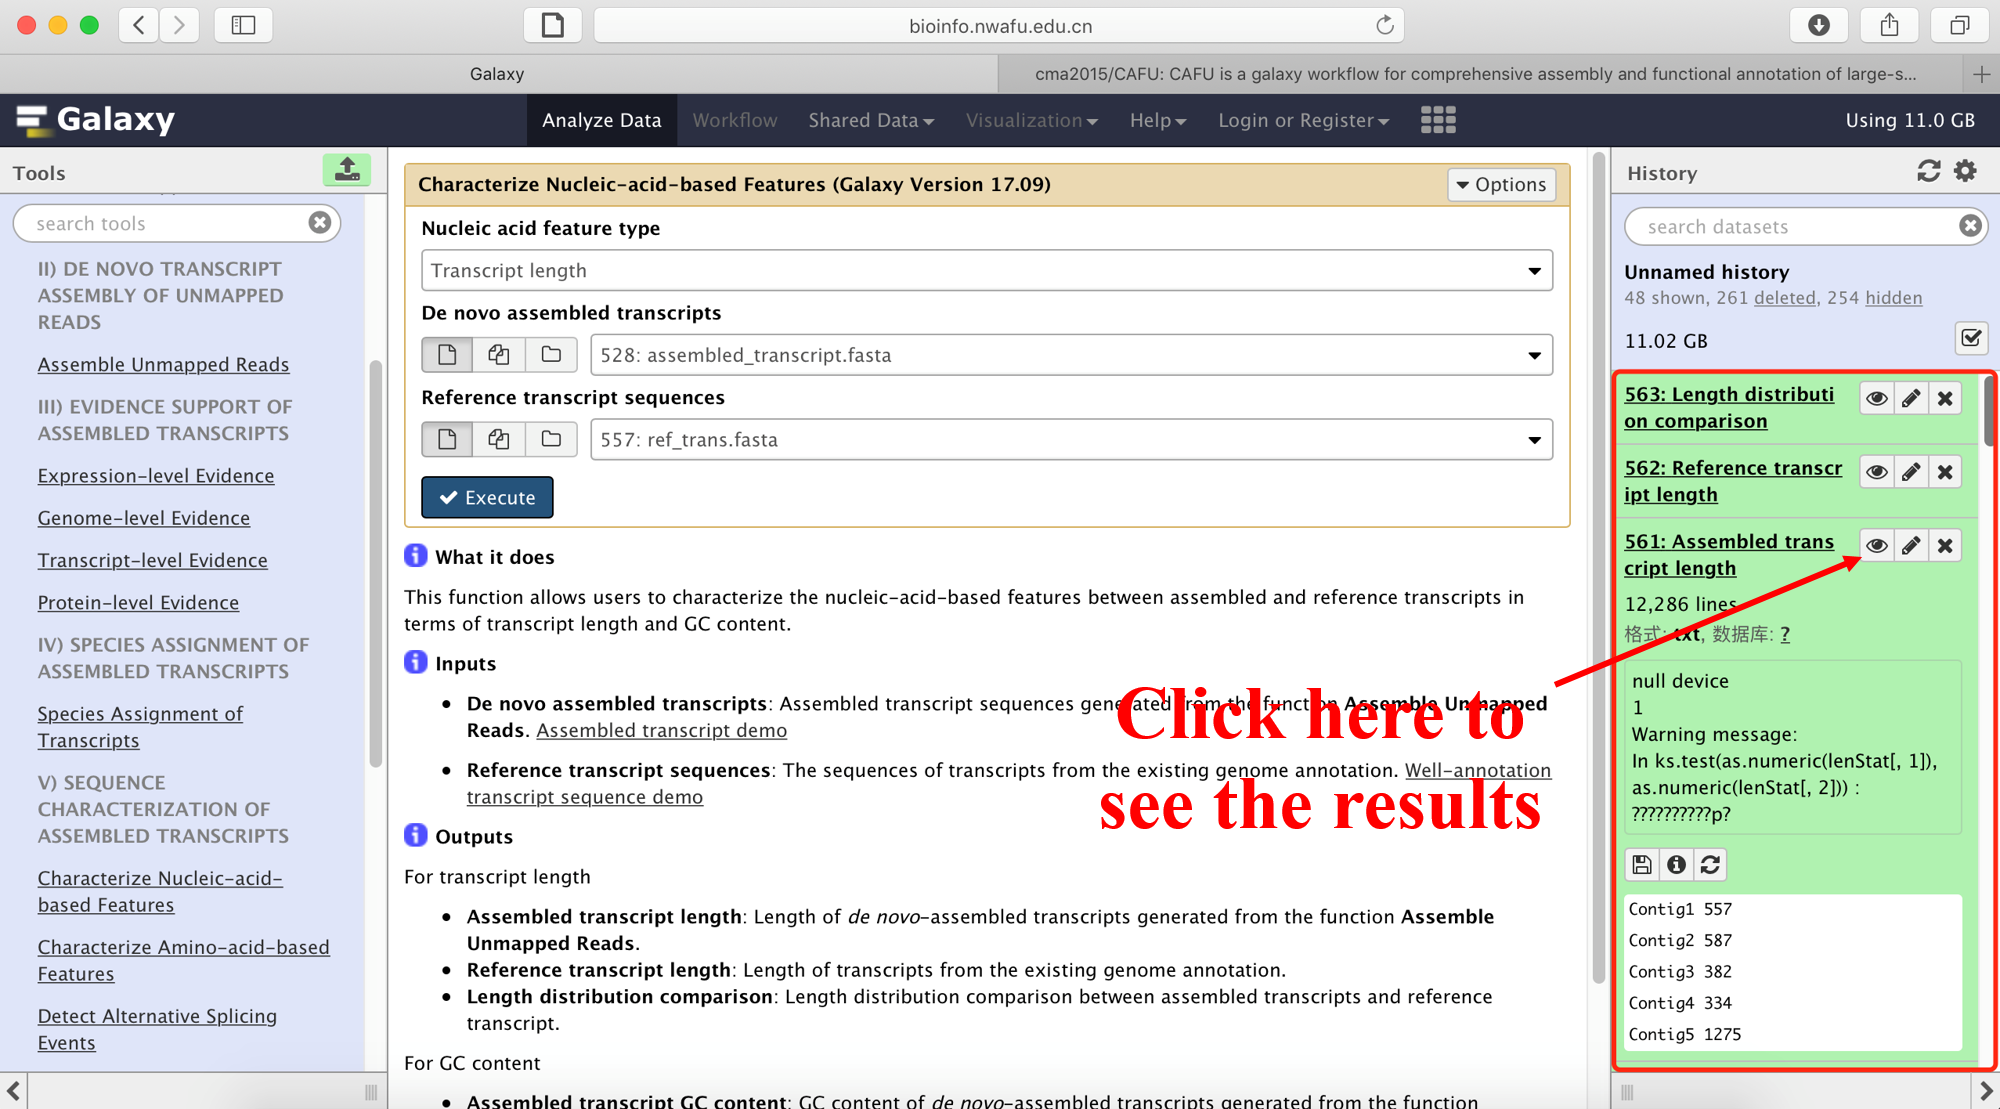 bioinfo.nwafu.edu.cn
Galaxy
cma2015/CAFU: CAFU is a galaxy workflow for comprehensive assembly and functional annotation of large-s...
Galaxy
Analyze Data
Workflow
Shared Data
Visualization
Help
Login or Register
Using 11.0 GB
Tools
search tools
II) DE NOVO TRANSCRIPT
ASSEMBLY OF UNMAPPED
READS
Assemble Unmapped Reads
III) EVIDENCE SUPPORT OF
ASSEMBLED TRANSCRIPTS
Expression-level Evidence
Genome-level Evidence
Transcript-level Evidence
Protein-level Evidence
IV) SPECIES ASSIGNMENT OF
ASSEMBLED TRANSCRIPTS
Species Assignment of
Transcripts
V) SEQUENCE
CHARACTERIZATION OF
ASSEMBLED TRANSCRIPTS
Characterize Nucleic-acid-
based Features
Characterize Amino-acid-based
Features
Detect Alternative Splicing
Events
Characterize Nucleic-acid-based Features (Galaxy Version 17.09)
Options
Nucleic acid feature type
Transcript length
De novo assembled transcripts
528: assembled_transcript.fasta
Reference transcript sequences
557: ref_trans.fasta
Execute
What it does
This function allows users to characterize the nucleic-acid-based features between assembled and reference transcripts in
terms of transcript length and GC content.
Inputs
De novo assembled transcripts: Assembled transcript sequences generated from the function Assemble Unmapped
Reads. Assembled transcript demo
Reference transcript sequences: The sequences of transcripts from the existing genome annotation. Well-annotation
transcript sequence demo
Outputs
For transcript length
Assembled transcript length: Length of de novo-assembled transcripts generated from the function Assemble
Unmapped Reads.
Reference transcript length: Length of transcripts from the existing genome annotation.
Length distribution comparison: Length distribution comparison between assembled transcripts and reference
transcript.
For GC content
Assembled transcript GC content: GC content of de novo-assembled transcripts generated from the function
Click here to
see the results
History
search datasets
Unnamed history
48 shown, 261 deleted, 254 hidden
11.02 GB
563: Length distributi
on comparison
562: Reference transcr
ipt length
561: Assembled trans
cript length
12,286 lines
格式: txt, 数据库: ?
null device
1
Warning message:
In ks.test(as.numeric(lenStat[, 1]),
as.numeric(lenStat[, 2])) :
??????????p?
Contig1 557
Contig2 587
Contig3 382
Contig4 334
Contig5 1275